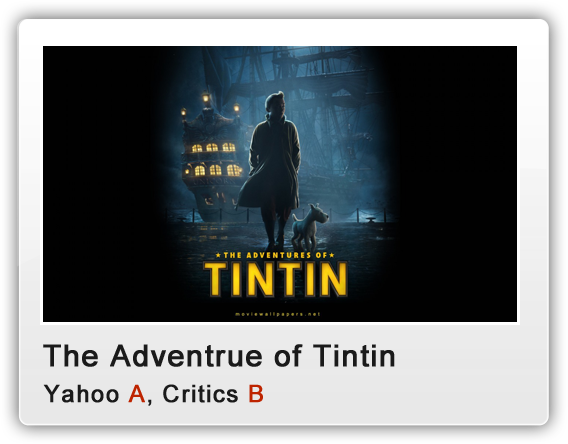 ★THE ADVENTURES OF★
TINTIN
moviewallpapers.net
The Adventrue of Tintin
Yahoo A, Critics B